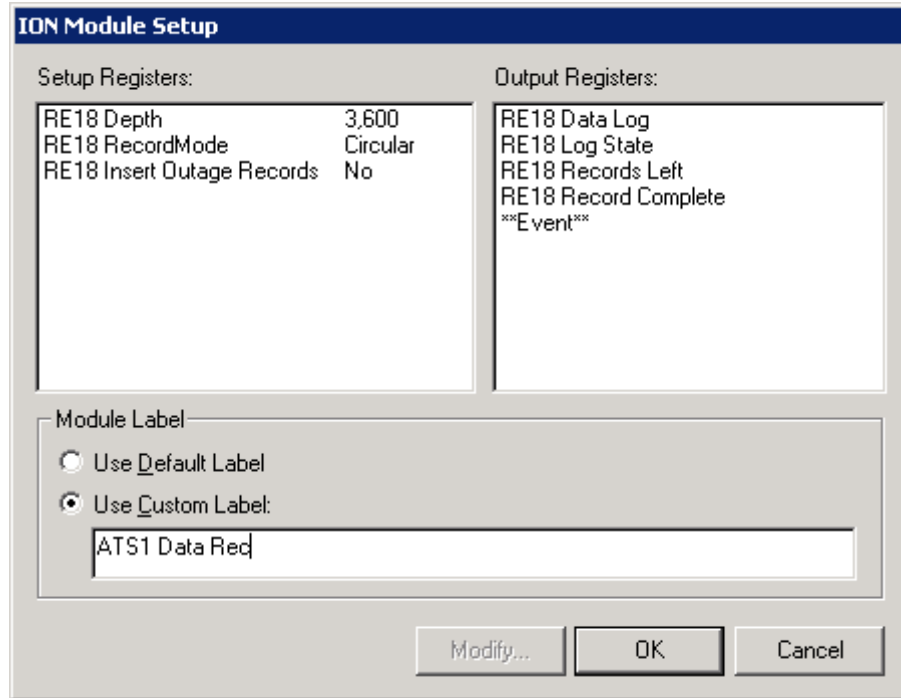 ION Module Setup
Setup Registers:
Output Registers:
RE18 Depth 3,600
RE18 RecordMode Circular
RE18 Insert Outage Records No
RE18 Data Log
RE18 Log State
RE18 Records Left
RE18 Record Complete
**Event**
Module Label
Use Default Label
Use Custom Label:
ATS1 Data Rec
Modify...
OK
Cancel